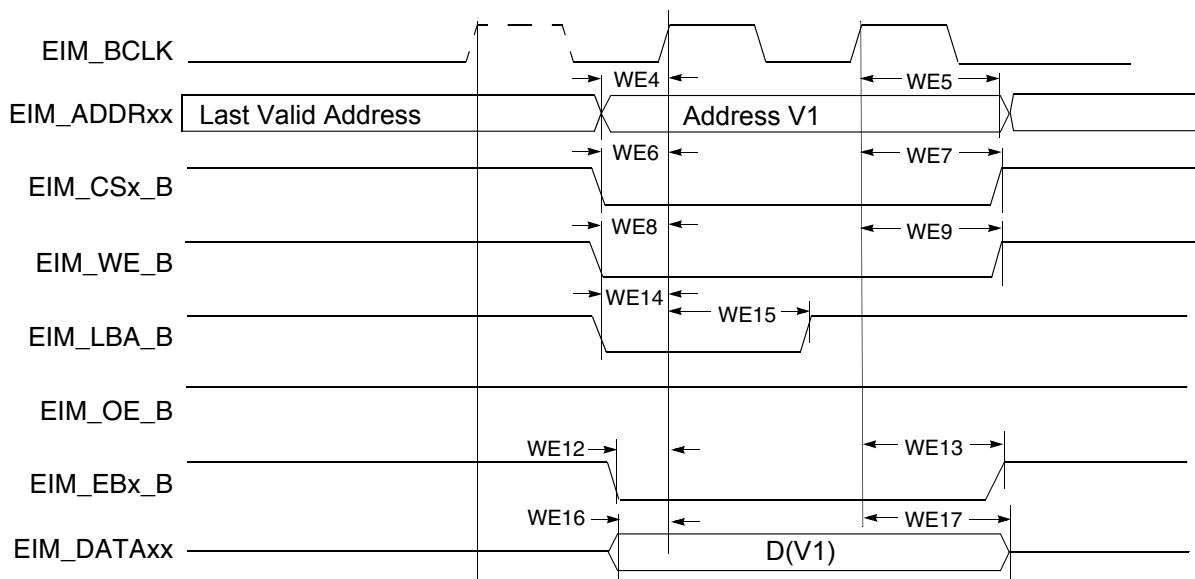 EIM_BCLK
WE4
WE5
EIM_ADDRxx
Last Valid Address
Address V1
WE6
WE7
EIM_CSx_B
WE8
WE9
EIM_WE_B
WE14
WE15
EIM_LBA_B
EIM_OE_B
WE12
WE13
EIM_EBx_B
WE16
WE17
EIM_DATAxx
D(V1)